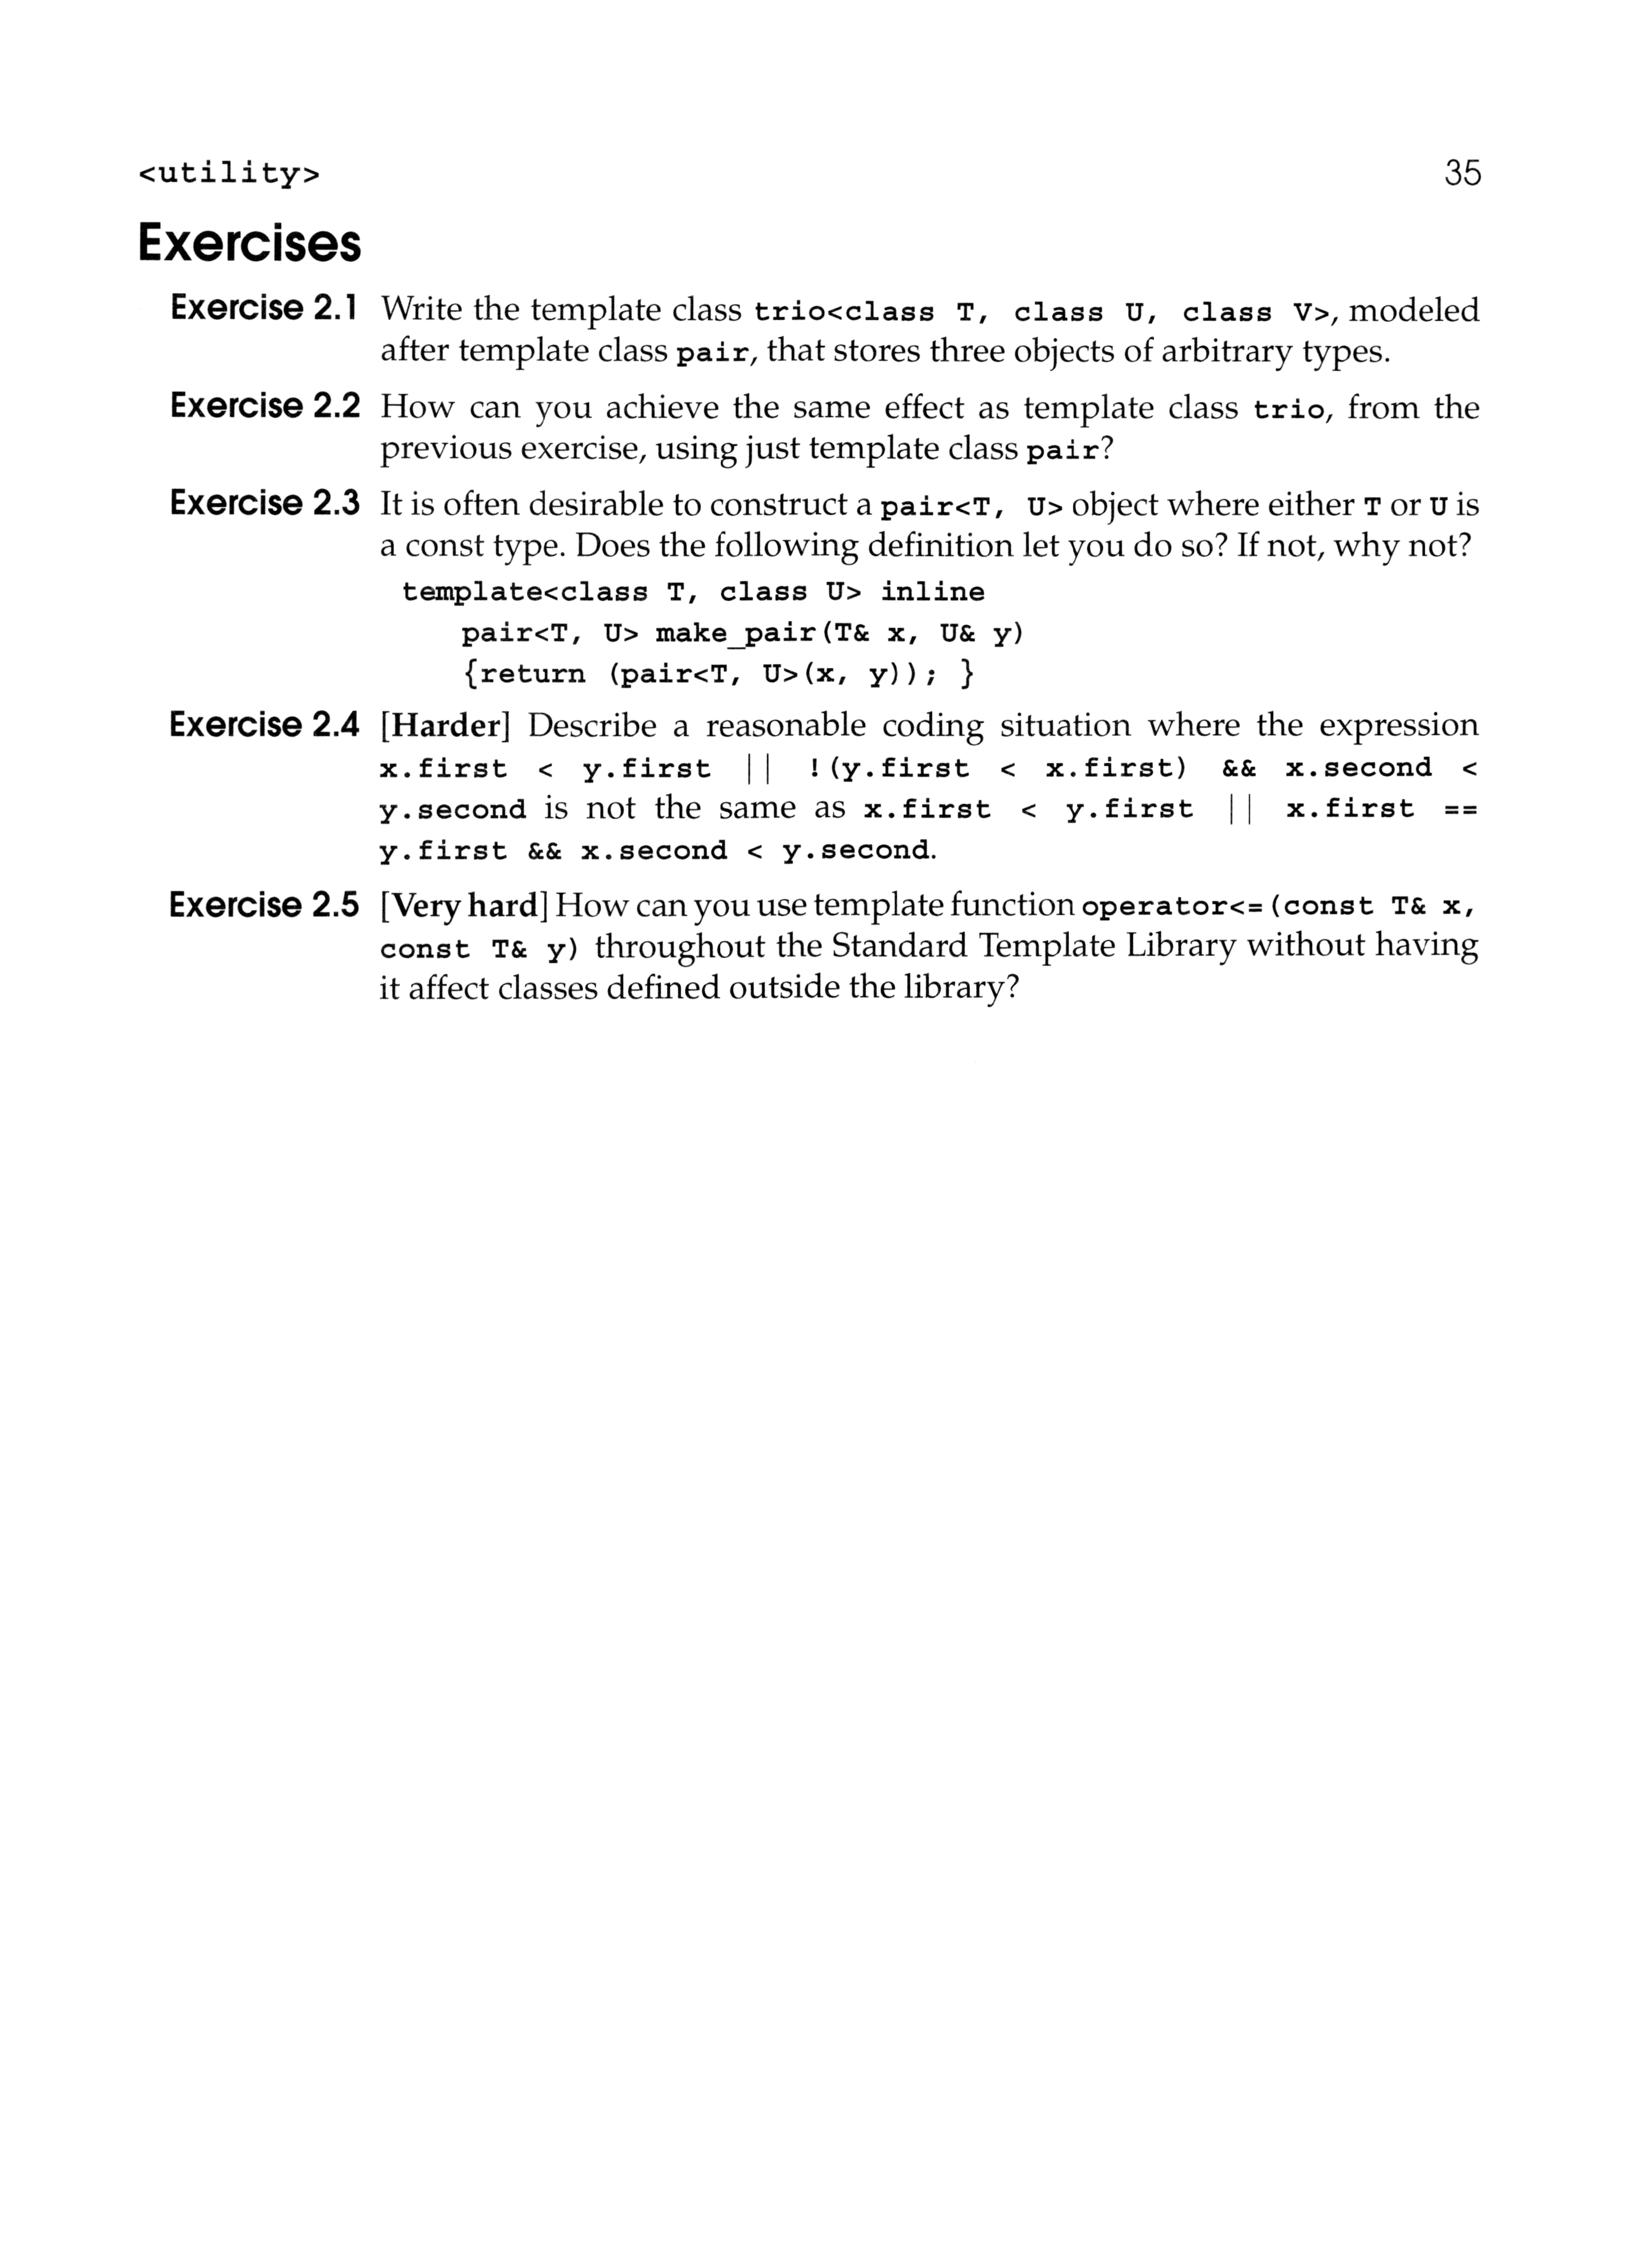 <utility> 35
Exercises
Exercise 2.1 Write the template class trio<class T, class U, class V>, modeled
after template class pair, that stores three objects of arbitrary types.
Exercise 2.2 How can you achieve the same effect as template class trio, from the
previous exercise, using just template class pair?
Exercise 2.3 It is often desirable to construct a pair<T, U> object where either T or U is
a const type. Does the following definition let you do so? If not, why not?
template<class T, class U> inline
pair<T, U> make_pair(T& x, U& y)
{return (pair<T, U>(x, y)); }
Exercise 2.4 [Harder] Describe a reasonable coding situation where the expression
x.first < y.first || !(y.first < x.first) && x.second <
y.second is not the same as x.first < y.first || x.first ==
y.first && x.second < y.second.
Exercise 2.5 [Very hard] How can you use template function operator<=(const T& x,
const T& y) throughout the Standard Template Library without having
it affect classes defined outside the library?